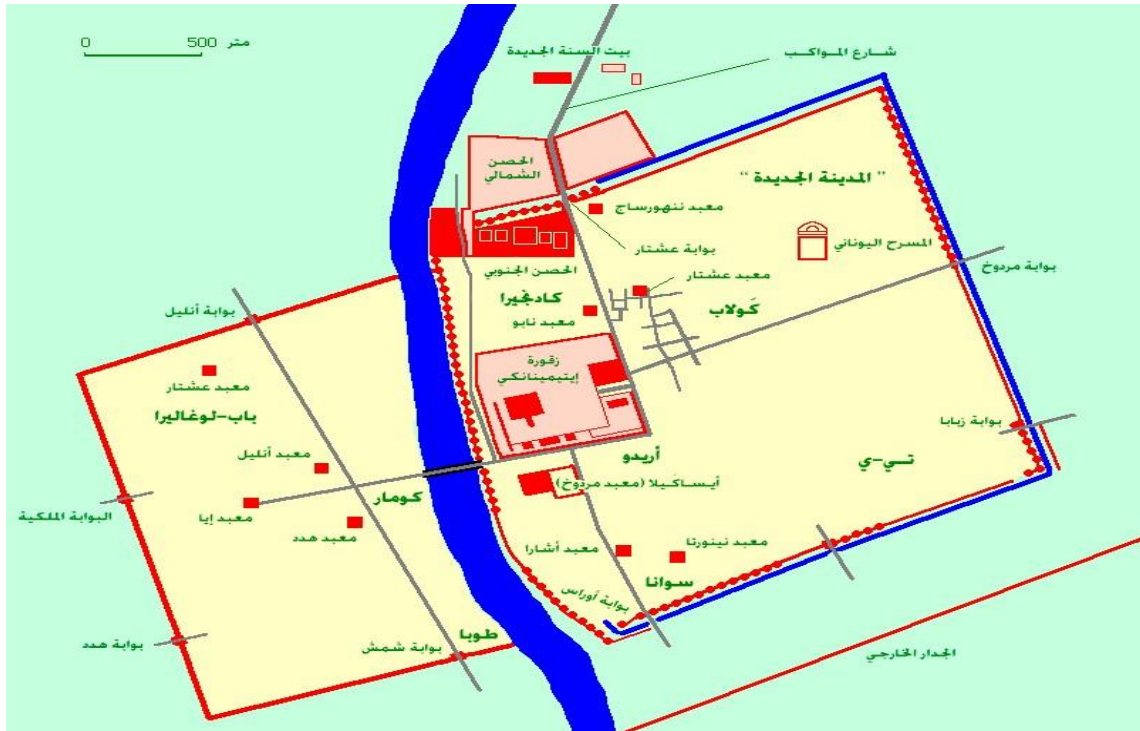 0 500 متر
بيت السنة الجديدة
شارع المواكب
الحصن
الشمالي
" المدينة الجديدة "
معبد ننهورساج
المسرح اليوناني
بوابة عشتار
بوابة مردوخ
الحصن الجنوبي
معبد عشتار
كادنجيرا
كولاب
معبد نابو
بوابة أنليل
زقورة
إيتيمينانكي
معبد عشتار
باب-لوغاليرا
بوابة زبابا
أريدو
معبد أنليل
تي-ي
أيساكيلا (معبد مردوخ)
كومار
معبد إيا
البوابة الملكية
معبد هدد
معبد نينورتا
معبد أشارا
سوانا
بوابة أوراس
طوبا
بوابة هدد
بوابة شمش
الجدار الخارجي